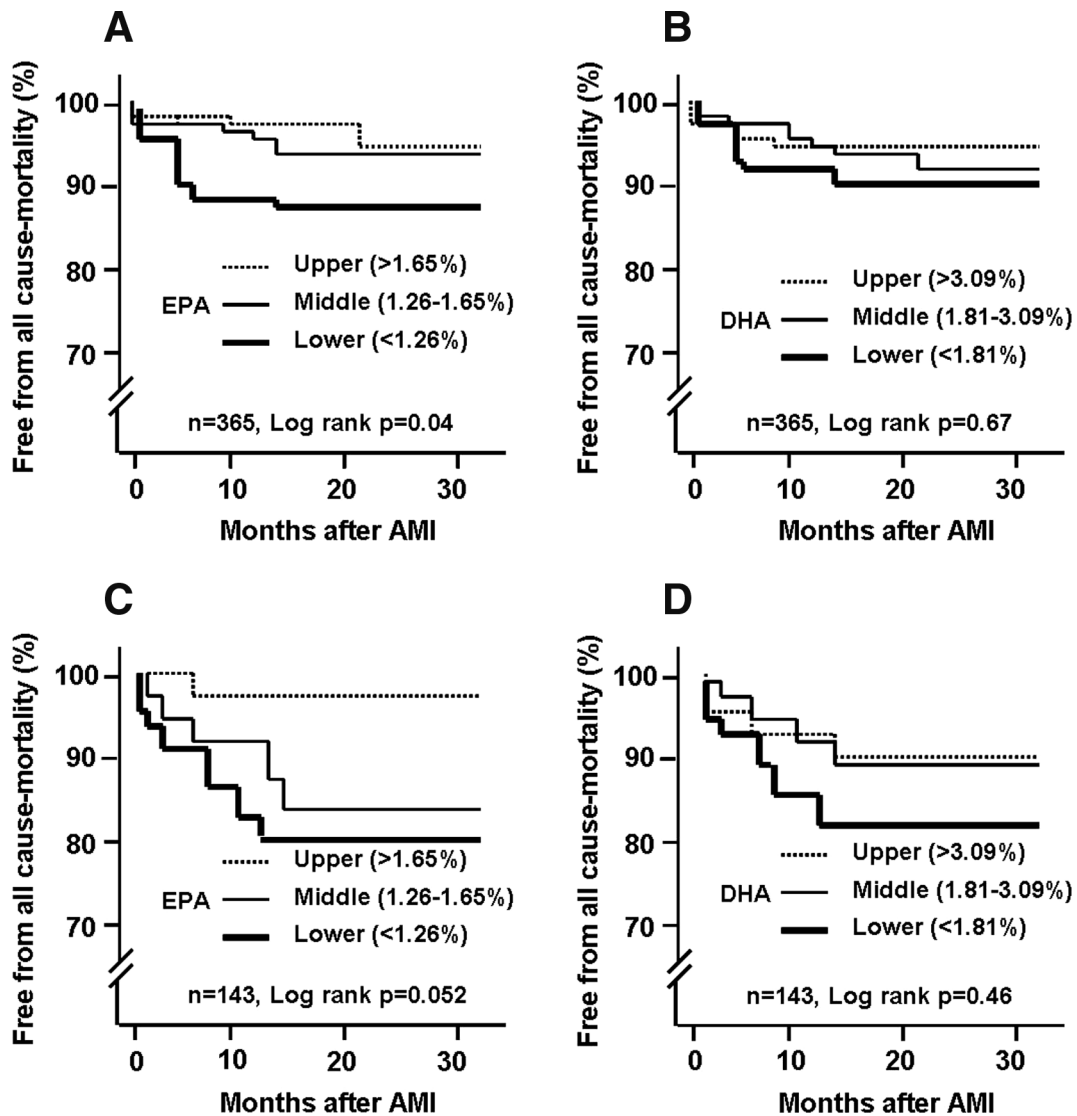 A
Free from all cause-mortality (%)
100
90
80
70
Upper (>1.65%)
EPA Middle (1.26-1.65%)
Lower (<1.26%)
n=365, Log rank p=0.04
0 10 20 30
Months after AMI
B
Free from all cause-mortality (%)
100
90
80
70
Upper (>3.09%)
DHA Middle (1.81-3.09%)
Lower (<1.81%)
n=365, Log rank p=0.67
0 10 20 30
Months after AMI
C
Free from all cause-mortality (%)
100
90
80
70
Upper (>1.65%)
EPA Middle (1.26-1.65%)
Lower (<1.26%)
n=143, Log rank p=0.052
0 10 20 30
Months after AMI
D
Free from all cause-mortality (%)
100
90
80
70
Upper (>3.09%)
DHA Middle (1.81-3.09%)
Lower (<1.81%)
n=143, Log rank p=0.46
0 10 20 30
Months after AMI